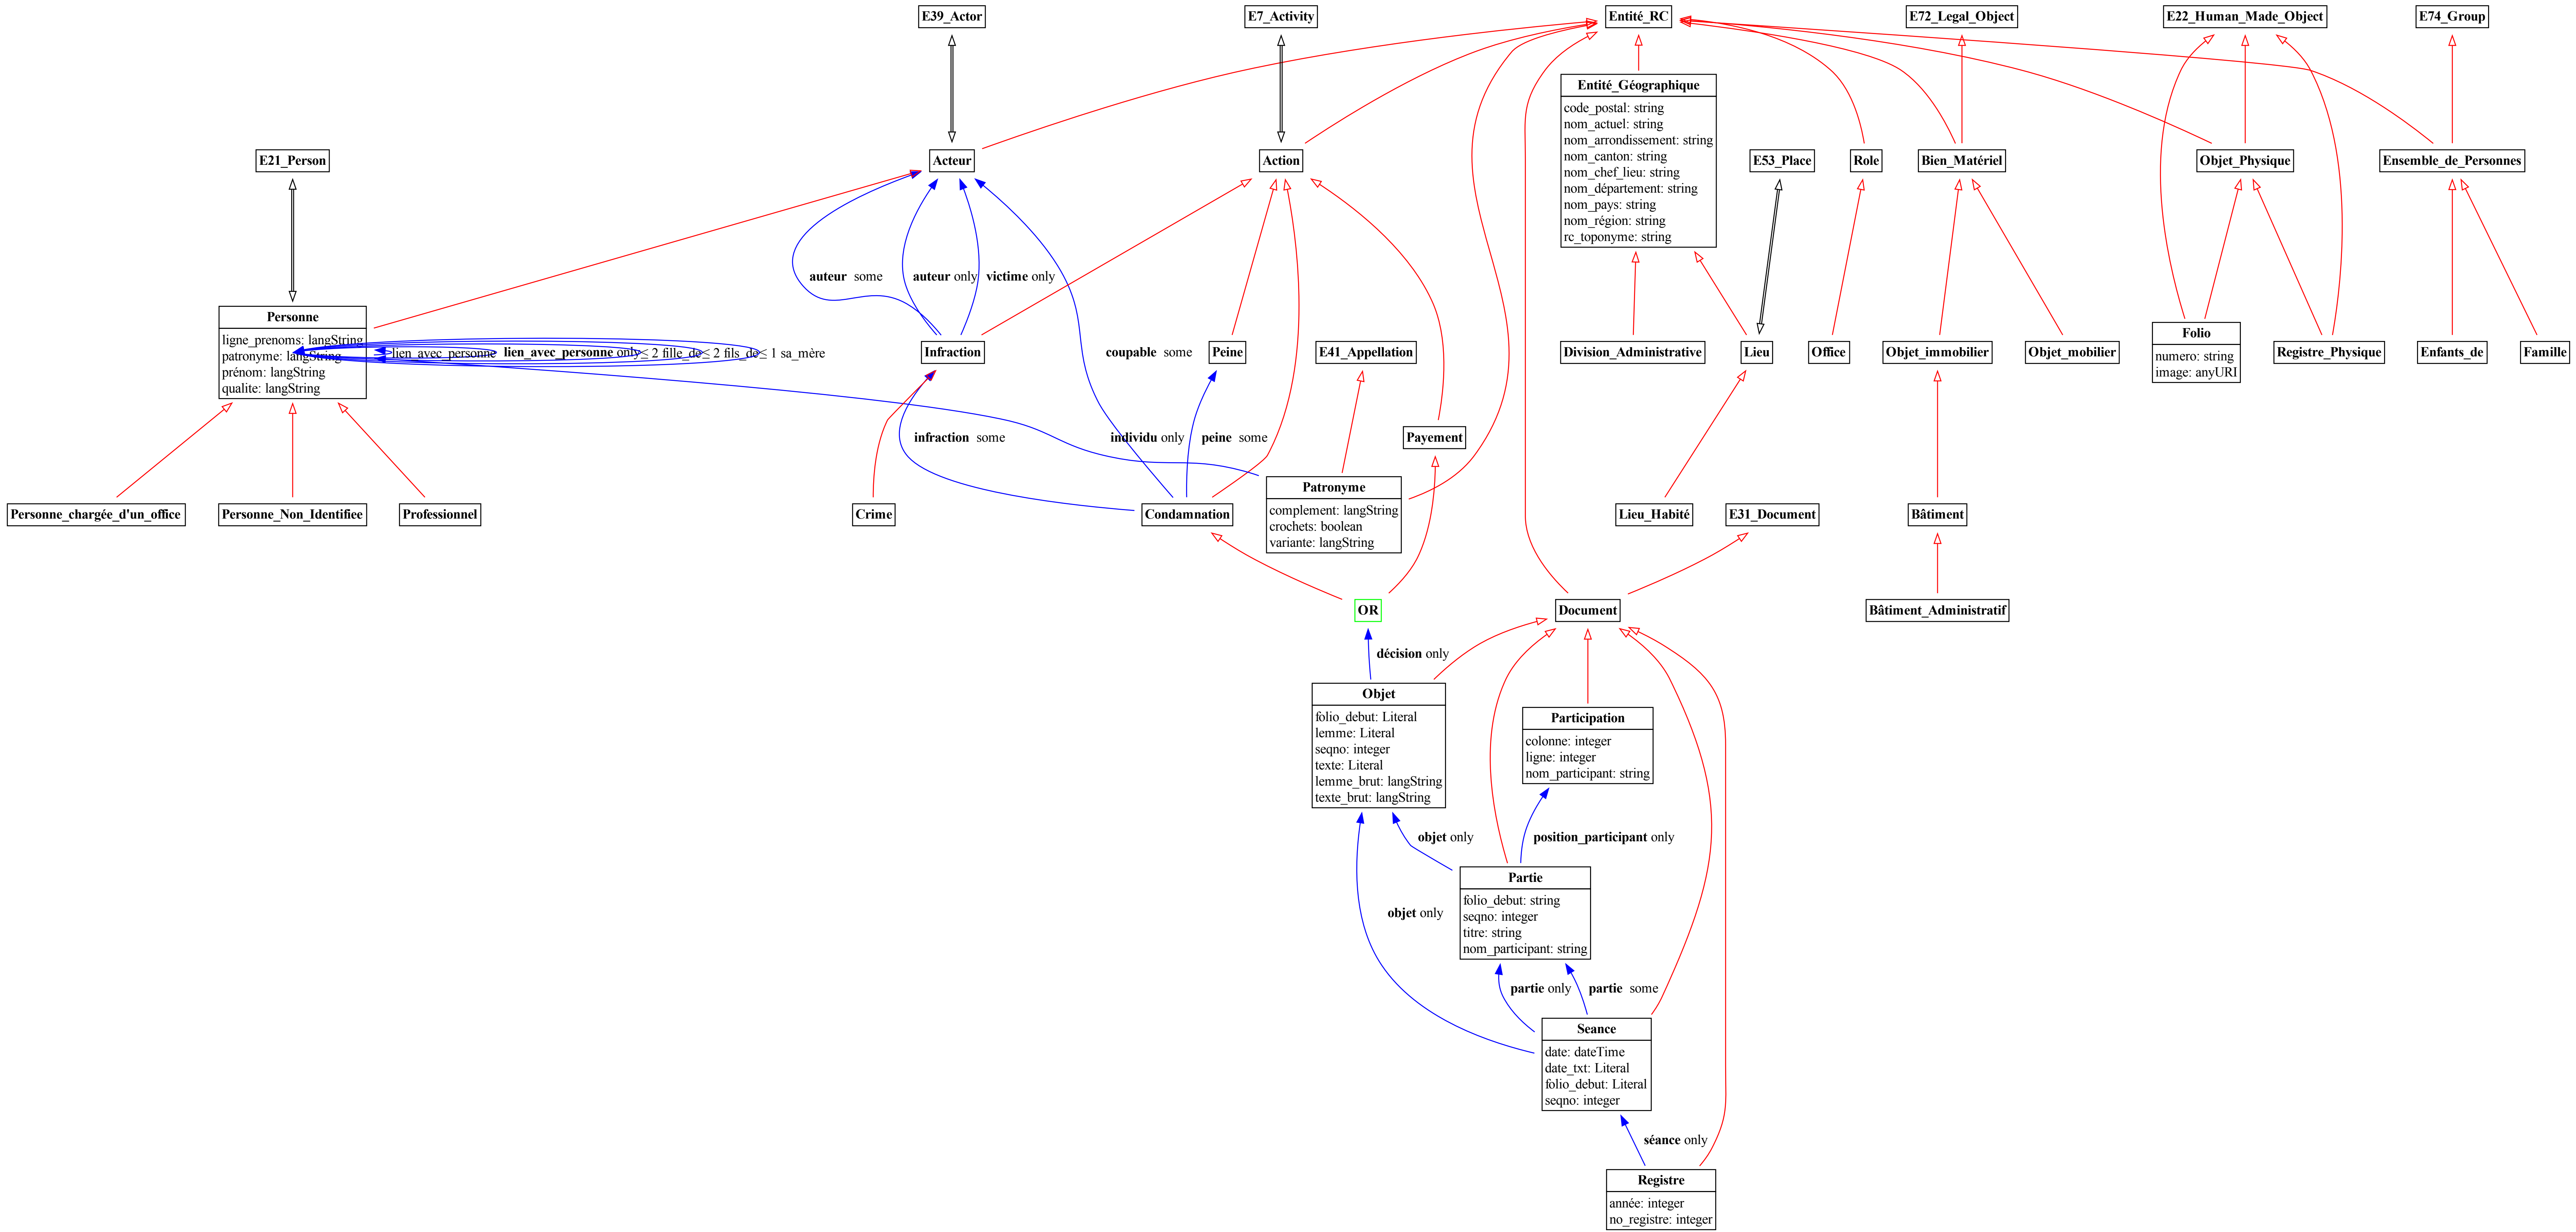 E39_Actor
E7_Activity
Entité_RC
E72_Legal_Object
E22_Human_Made_Object
E74_Group
Entité_Géographique
code_postal: string
nom_actuel: string
nom_arrondissement: string
nom_canton: string
nom_chef_lieu: string
nom_département: string
nom_pays: string
nom_région: string
rc_toponyme: string
E21_Person
Acteur
Action
E53_Place
Role
Bien_Matériel
Objet_Physique
Ensemble_de_Personnes
auteur some
auteur only
victime only
Personne
ligne_prenoms: langString
patronyme: langString
prénom: langString
qualite: langString
lien_avec_personne
lien_avec_personne only
≤ 2 fille_de
≤ 2 fils_de
≤ 1 sa_mère
Infraction
coupable some
Peine
E41_Appellation
Division_Administrative
Lieu
Office
Objet_immobilier
Objet_mobilier
Folio
numero: string
image: anyURI
Registre_Physique
Enfants_de
Famille
infraction some
individu only
peine some
Payement
Personne_chargée_d'un_office
Personne_Non_Identifiee
Professionnel
Crime
Condamnation
Patronyme
complement: langString
crochets: boolean
variante: langString
Lieu_Habité
E31_Document
Bâtiment
OR
Document
Bâtiment_Administratif
décision only
Objet
folio_debut: Literal
lemme: Literal
seqno: integer
texte: Literal
lemme_brut: langString
texte_brut: langString
Participation
colonne: integer
ligne: integer
nom_participant: string
objet only
position_participant only
Partie
folio_debut: string
seqno: integer
titre: string
nom_participant: string
objet only
partie only
partie some
Seance
date: dateTime
date_txt: Literal
folio_debut: Literal
seqno: integer
séance only
Registre
année: integer
no_registre: integer